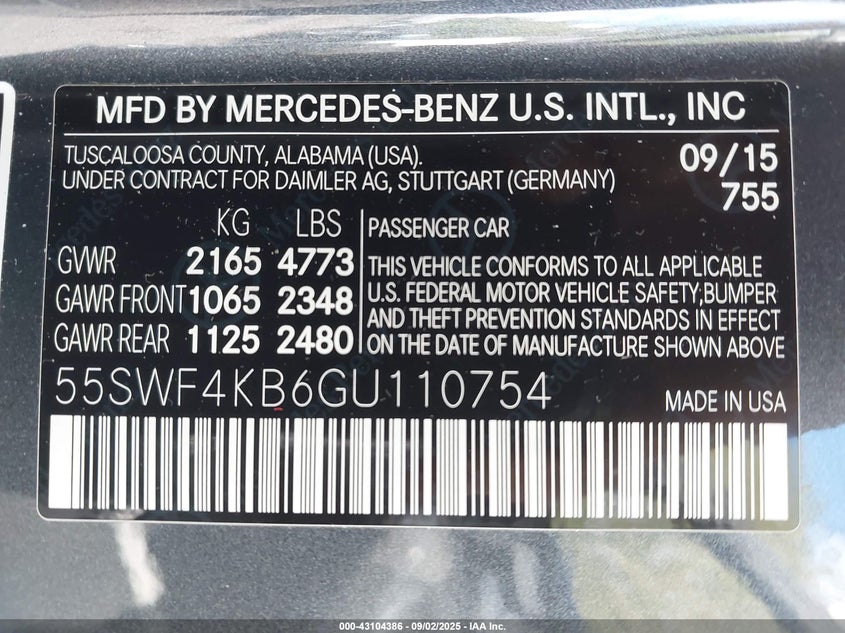 MFD BY MERCEDES-BENZ U.S. INTL., INC
TUSCALOOSA COUNTY, ALABAMA (USA).
UNDER CONTRACT FOR DAIMLER AG, STUTTGART (GERMANY)
09/15
755
KG LBS
GVWR 2165 4773
GAWR FRONT 1065 2348
GAWR REAR 1125 2480
PASSENGER CAR
THIS VEHICLE CONFORMS TO ALL APPLICABLE
U.S. FEDERAL MOTOR VEHICLE SAFETY,BUMPER
AND THEFT PREVENTION STANDARDS IN EFFECT
ON THE DATE OF MANUFACTURE SHOWN ABOVE
55SWF4KB6GU110754
MADE IN USA
000-43104386 - 09/02/2025 - IAA Inc.